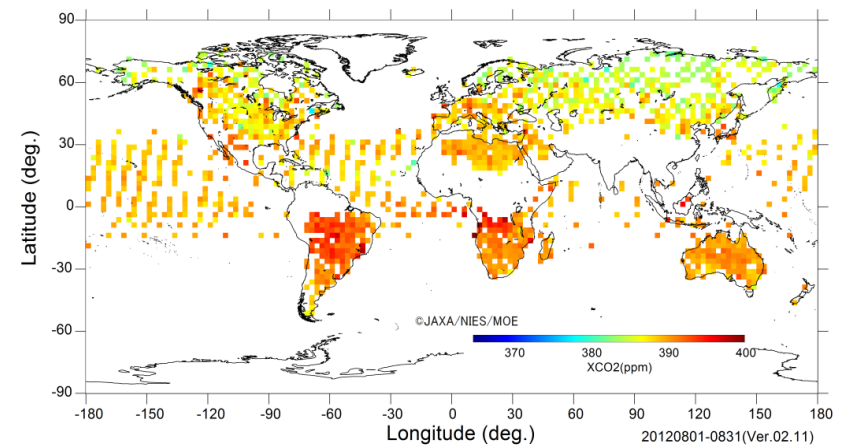 90
60
30
0
-30
-60
-90
Latitude (deg.)
©JAXA/NIES/MOE
370 380 390 400
XCO2(ppm)
-180 -150 -120 -90 -60 -30 0 30 60 90 120 150 180
Longitude (deg.)
20120801-0831(Ver.02.11)